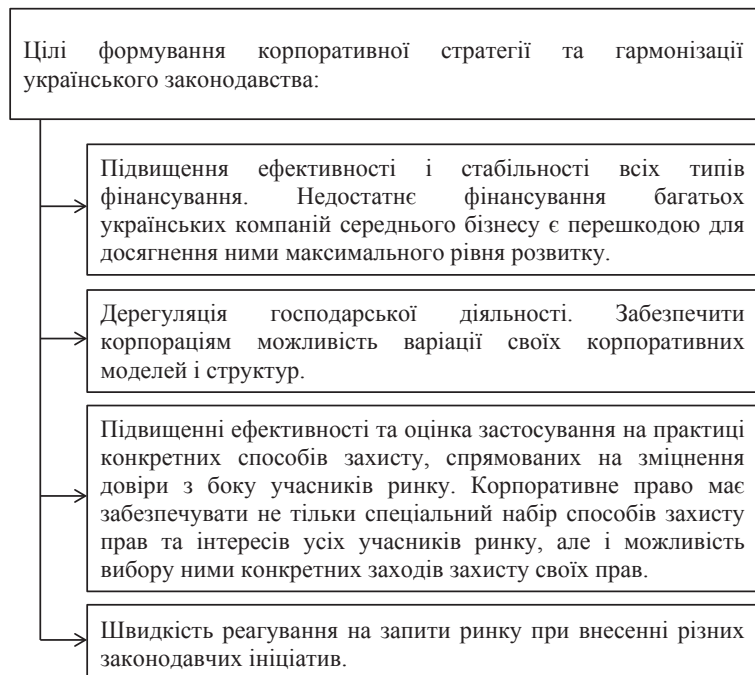 Цілі формування корпоративної стратегії та гармонізації
українського законодавства:
Підвищення ефективності і стабільності всіх типів
фінансування. Недостатнє фінансування багатьох
українських компаній середнього бізнесу є перешкодою для
досягнення ними максимального рівня розвитку.
Дерегуляція господарської діяльності. Забезпечити
корпораціям можливість варіації своїх корпоративних
моделей і структур.
Підвищенні ефективності та оцінка застосування на практиці
конкретних способів захисту, спрямованих на зміцнення
довіри з боку учасників ринку. Корпоративне право має
забезпечувати не тільки спеціальний набір способів захисту
прав та інтересів усіх учасників ринку, але і можливість
вибору ними конкретних заходів захисту своїх прав.
Швидкість реагування на запити ринку при внесенні різних
законодавчих ініціатив.